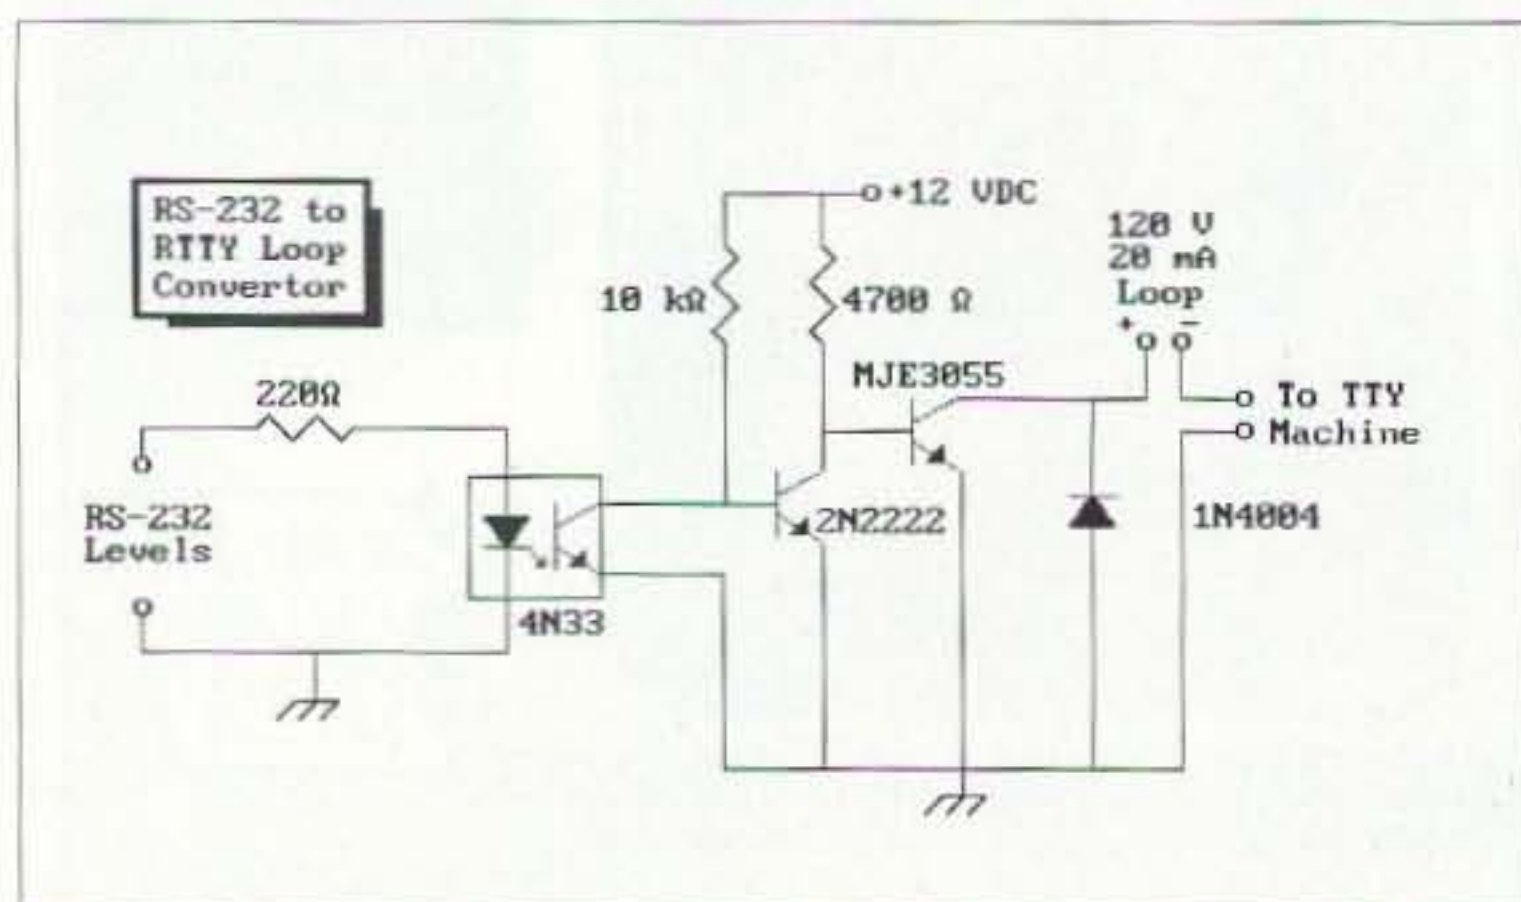 RS-232 to
RTTY Loop
Convertor
+12 VDC
120 V
20 mA
Loop
+ -
10 kΩ
4700 Ω
MJE3055
220Ω
To TTY
Machine
RS-232
Levels
2N2222
1N4004
4N33